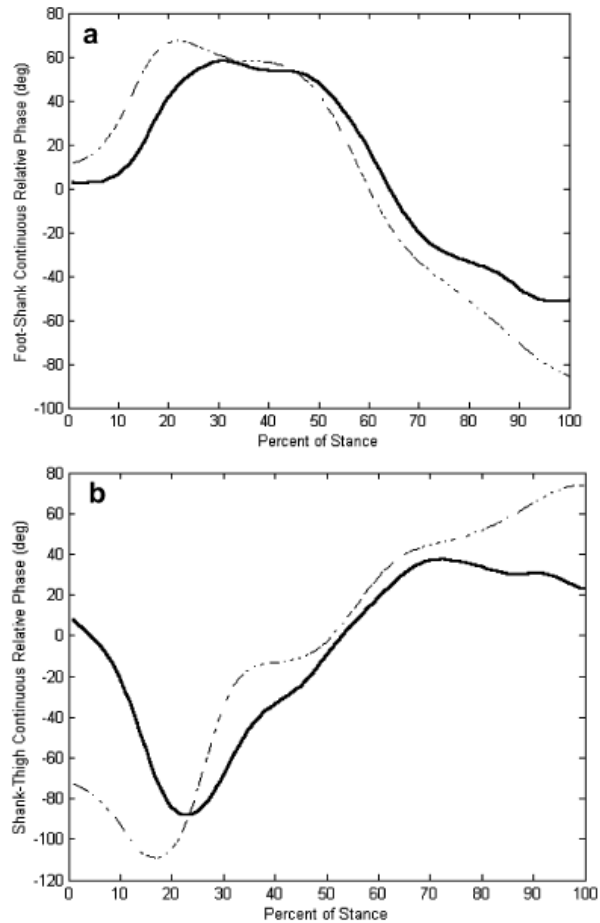 a
80
60
40
20
0
-20
-40
-60
-80
-100
Foot-Shank Continuous Relative Phase (deg)
0 10 20 30 40 50 60 70 80 90 100
Percent of Stance
b
80
60
40
20
0
-20
-40
-60
-80
-100
-120
Shank-Thigh Continuous Relative Phase (deg)
0 10 20 30 40 50 60 70 80 90 100
Percent of Stance